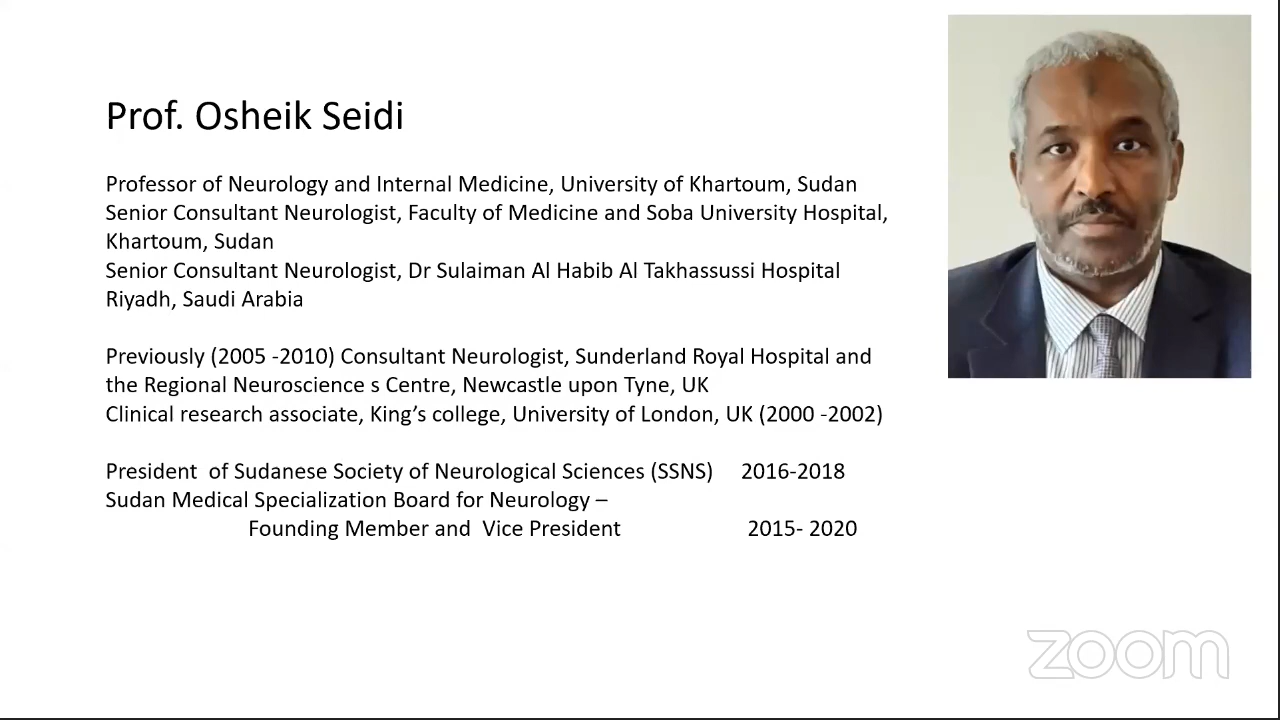 Prof. Osheik Seidi
Professor of Neurology and Internal Medicine, University of Khartoum, Sudan
Senior Consultant Neurologist, Faculty of Medicine and Soba University Hospital,
Khartoum, Sudan
Senior Consultant Neurologist, Dr Sulaiman Al Habib Al Takhassussi Hospital
Riyadh, Saudi Arabia
Previously (2005 -2010) Consultant Neurologist, Sunderland Royal Hospital and
the Regional Neuroscience s Centre, Newcastle upon Tyne, UK
Clinical research associate, King’s college, University of London, UK (2000 -2002)
President  of Sudanese Society of Neurological Sciences (SSNS)    2016-2018
Sudan Medical Specialization Board for Neurology –
Founding Member and  Vice President    2015- 2020
zoom